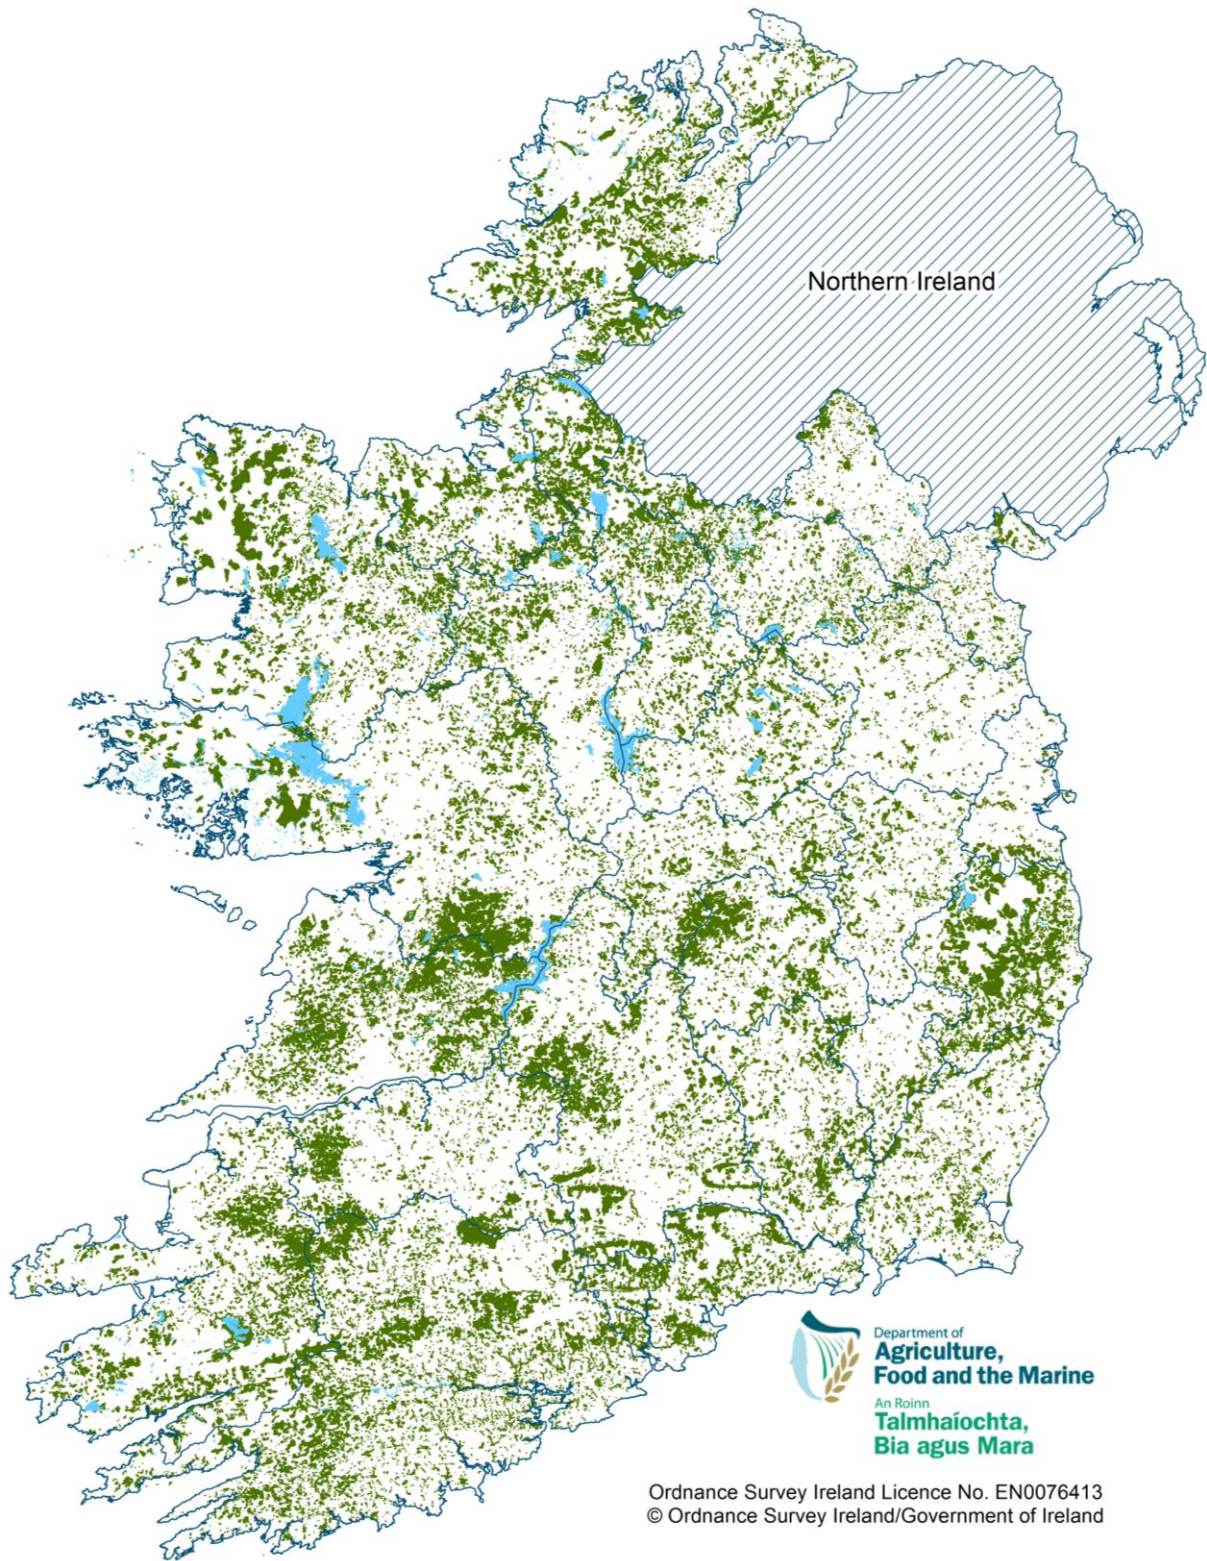 Northern Ireland
Department of
Agriculture,
Food and the Marine
An Roinn
Talmhaíochta,
Bia agus Mara
Ordnance Survey Ireland Licence No. EN0076413
© Ordnance Survey Ireland/Government of Ireland